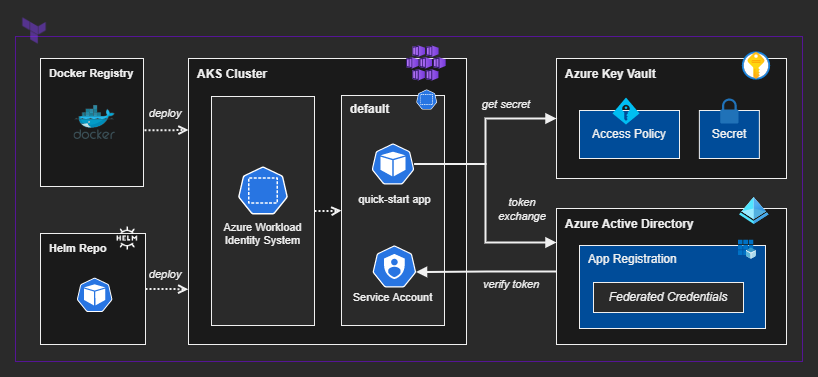 Docker Registry
docker
deploy
Helm Repo
HELM
deploy
AKS Cluster
Azure Workload
Identity System
default
quick-start app
Service Account
get secret
token
exchange
verify token
Azure Key Vault
Access Policy
Secret
Azure Active Directory
App Registration
Federated Credentials